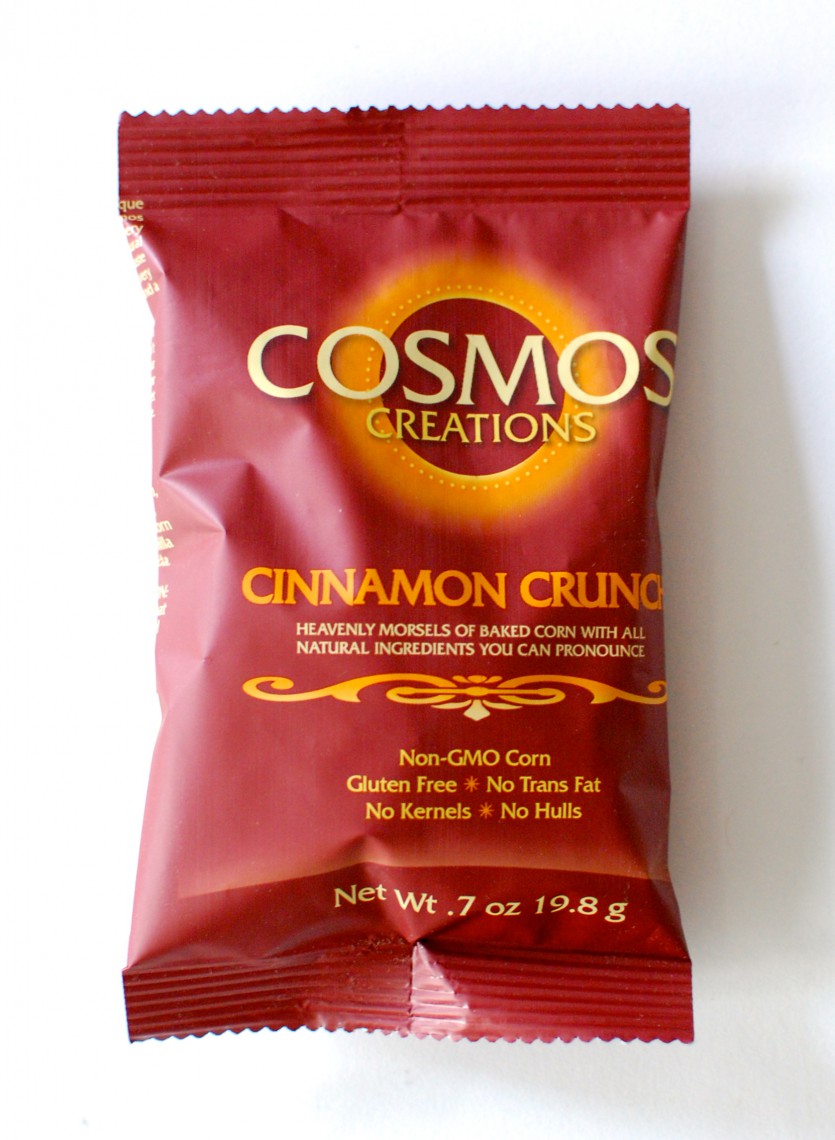 que
COSMOS
CREATIONS
CINNAMON CRUNCH
HEAVENLY MORSELS OF BAKED CORN WITH ALL
NATURAL INGREDIENTS YOU CAN PRONOUNCE
Non-GMO Corn
Gluten Free ✴ No Trans Fat
No Kernels ✴ No Hulls
Net Wt .7 oz 19.8 g